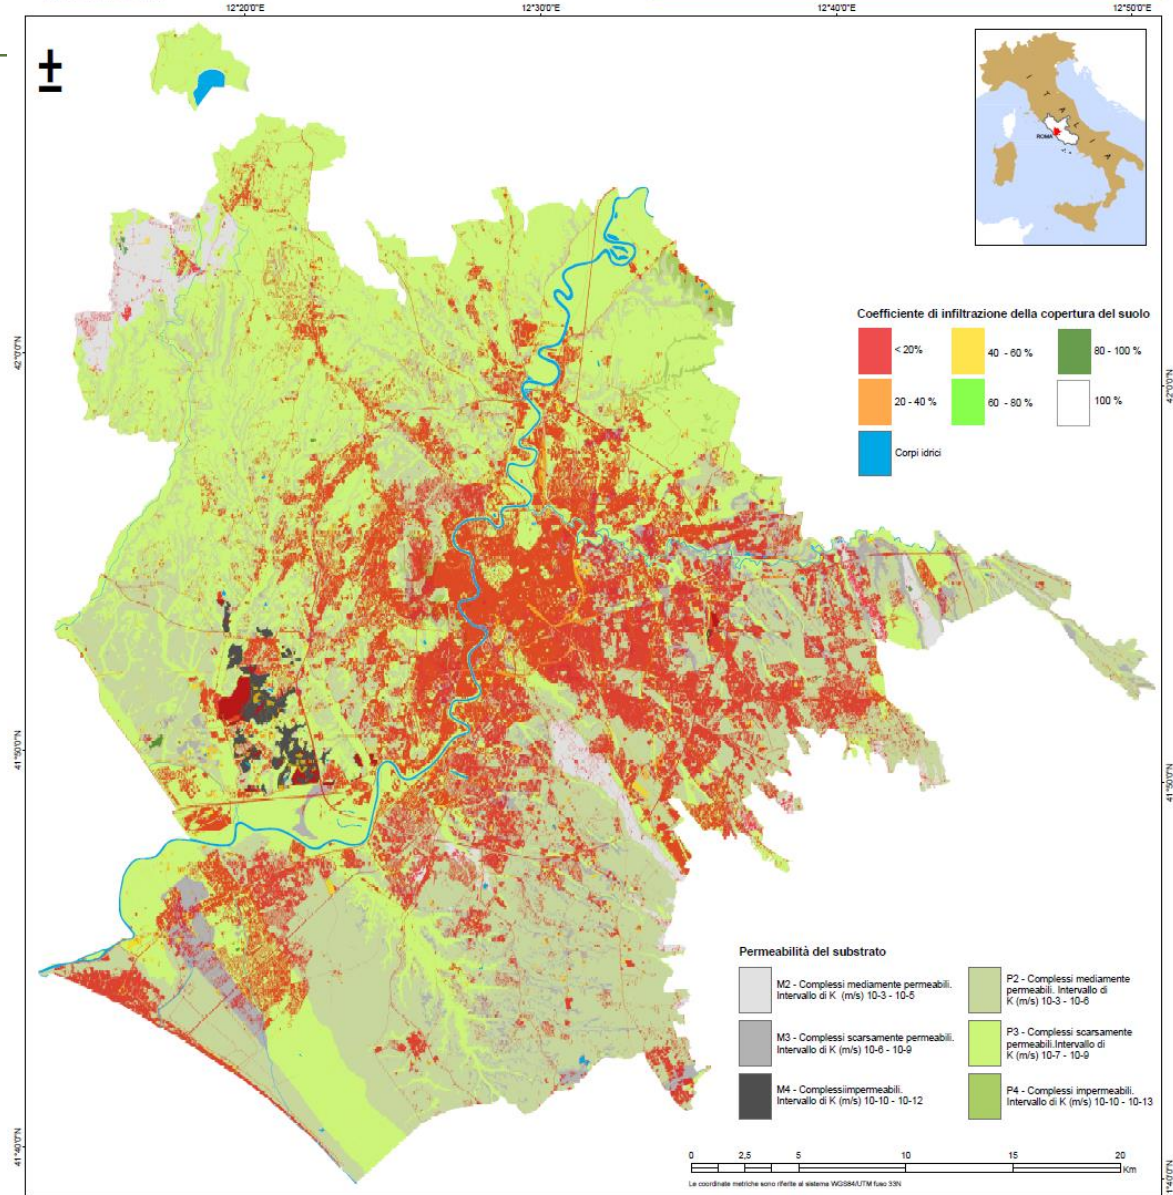 12°20'0"E
12°30'0"E
12°40'0"E
12°50'0"E
±
I T A L I A
ROMA
42°0'0"N
42°0'0"N
Coefficiente di infiltrazione della copertura del suolo
< 20%
40 - 60 %
80 - 100 %
20 - 40 %
60 - 80 %
100 %
Corpi idrici
41°50'0"N
41°50'0"N
Permeabilità del substrato
M2 - Complessi mediamente permeabili.
Intervallo di K (m/s) 10-3 - 10-5
P2 - Complessi mediamente
permeabili. Intervallo di
K (m/s) 10-3 - 10-6
M3 - Complessi scarsamente permeabili.
Intervallo di K (m/s) 10-6 - 10-9
P3 - Complessi scarsamente
permeabili.Intervallo di
K (m/s) 10-7 - 10-9
M4 - Complessiimpermeabili.
Intervallo di K (m/s) 10-10 - 10-12
P4 - Complessi impermeabili.
Intervallo di K (m/s) 10-10 - 10-13
41°40'0"N
41°40'0"N
0 2,5 5 10 15 20
Km
Le coordinate metriche sono riferite al sistema WGS84/UTM fuso 33N